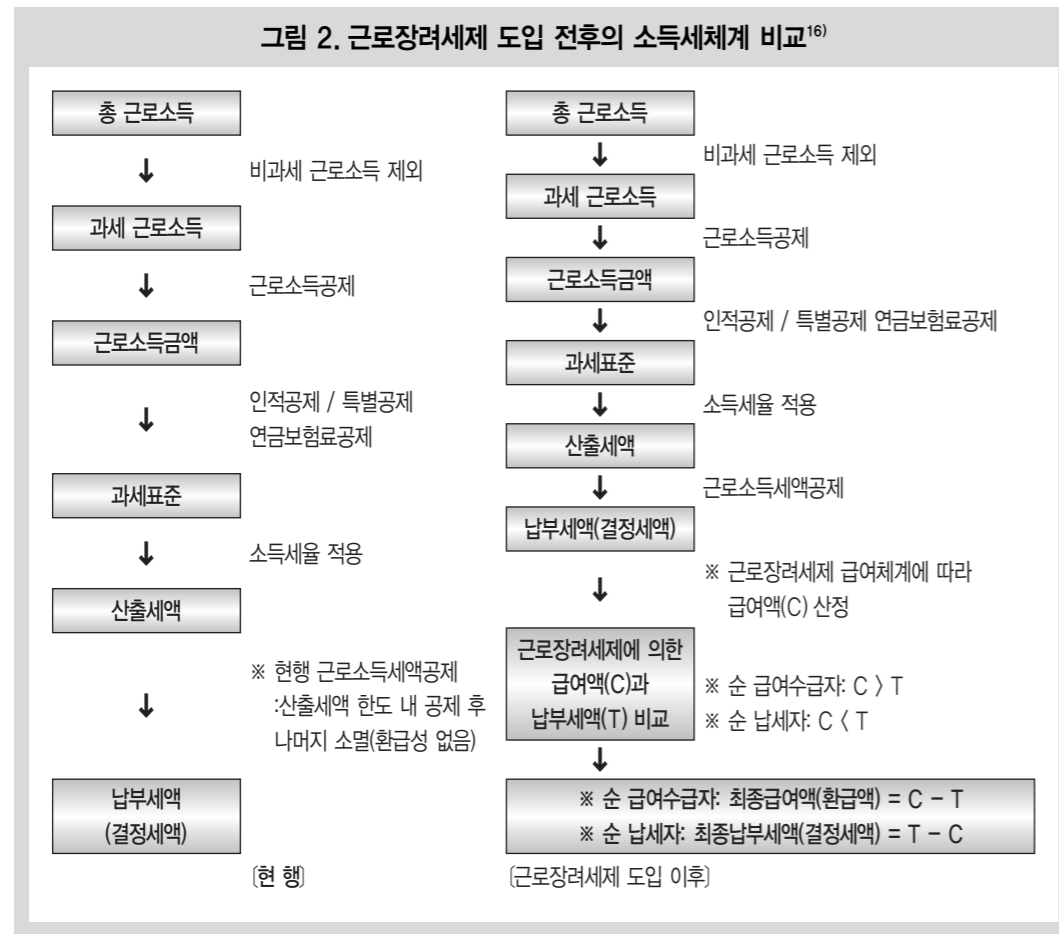 그림 2. 근로장려세제 도입 전후의 소득세체계 비교16)
총 근로소득
비과세 근로소득 제외
과세 근로소득
근로소득공제
근로소득금액
인적공제 / 특별공제
연금보험료공제
과세표준
소득세율 적용
산출세액
※ 현행 근로소득세액공제
:산출세액 한도 내 공제 후
나머지 소멸(환급성 없음)
납부세액
(결정세액)
[현 행]
총 근로소득
비과세 근로소득 제외
과세 근로소득
근로소득공제
근로소득금액
인적공제 / 특별공제 연금보험료공제
과세표준
소득세율 적용
산출세액
근로소득세액공제
납부세액(결정세액)
※ 근로장려세제 급여체계에 따라
급여액(C) 산정
근로장려세제에 의한
급여액(C)과
납부세액(T) 비교
※ 순 급여수급자: C > T
※ 순 납세자: C < T
※ 순 급여수급자: 최종급여액(환급액) = C - T
※ 순 납세자: 최종납부세액(결정세액) = T - C
[근로장려세제 도입 이후]